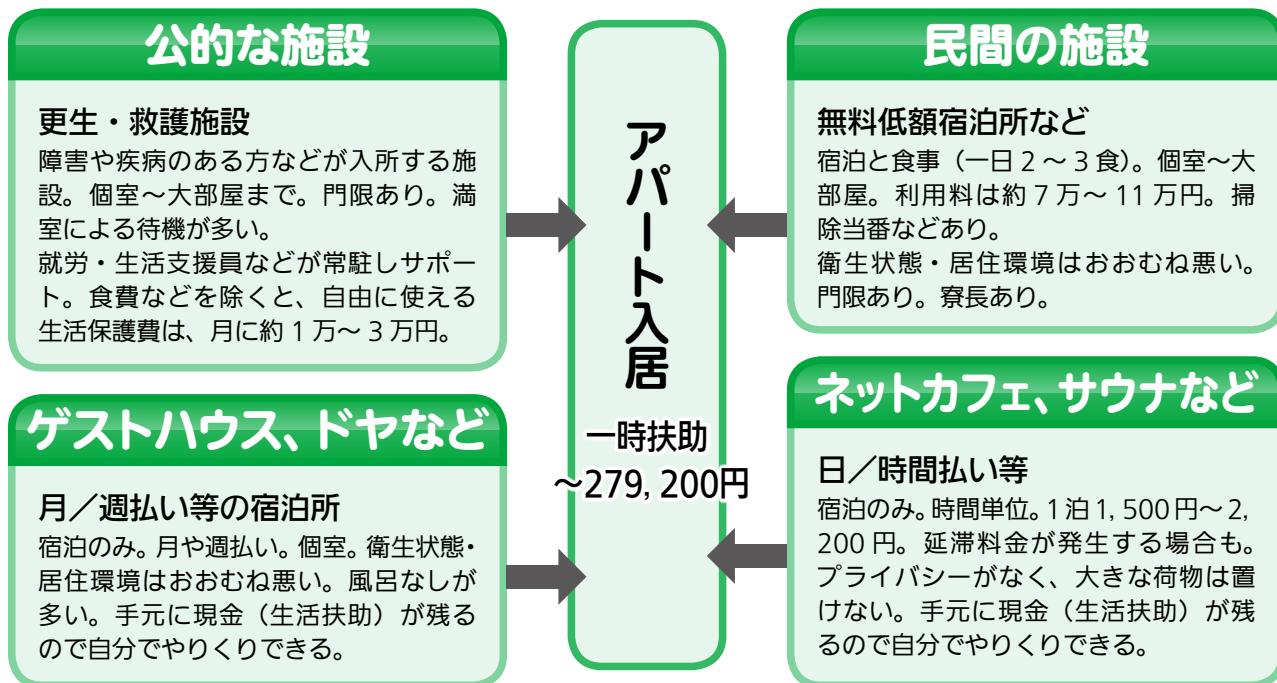 公的な施設
更生・救護施設
障害や疾病のある方などが入所する施
設。個室～大部屋まで。門限あり。満
室による待機が多い。
就労・生活支援員などが常駐しサポー
ト。食費などを除くと、自由に使える
生活保護費は、月に約1万～3万円。
ゲストハウス、ドヤなど
月／週払い等の宿泊所
宿泊のみ。月や週払い。個室。衛生状態・
居住環境はおおむね悪い。風呂なしが
多い。手元に現金（生活扶助）が残る
ので自分でやりくりできる。
アパート入居
一時扶助
～279,200円
民間の施設
無料低額宿泊所など
宿泊と食事（一日2～3食）。個室～大
部屋。利用料は約7万～11万円。掃
除当番などあり。
衛生状態・居住環境はおおむね悪い。
門限あり。寮長あり。
ネットカフェ、サウナなど
日／時間払い等
宿泊のみ。時間単位。1泊1,500円～2,
200円。延滞料金が発生する場合も。
プライバシーがなく、大きな荷物は置
けない。手元に現金（生活扶助）が残
るので自分でやりくりできる。